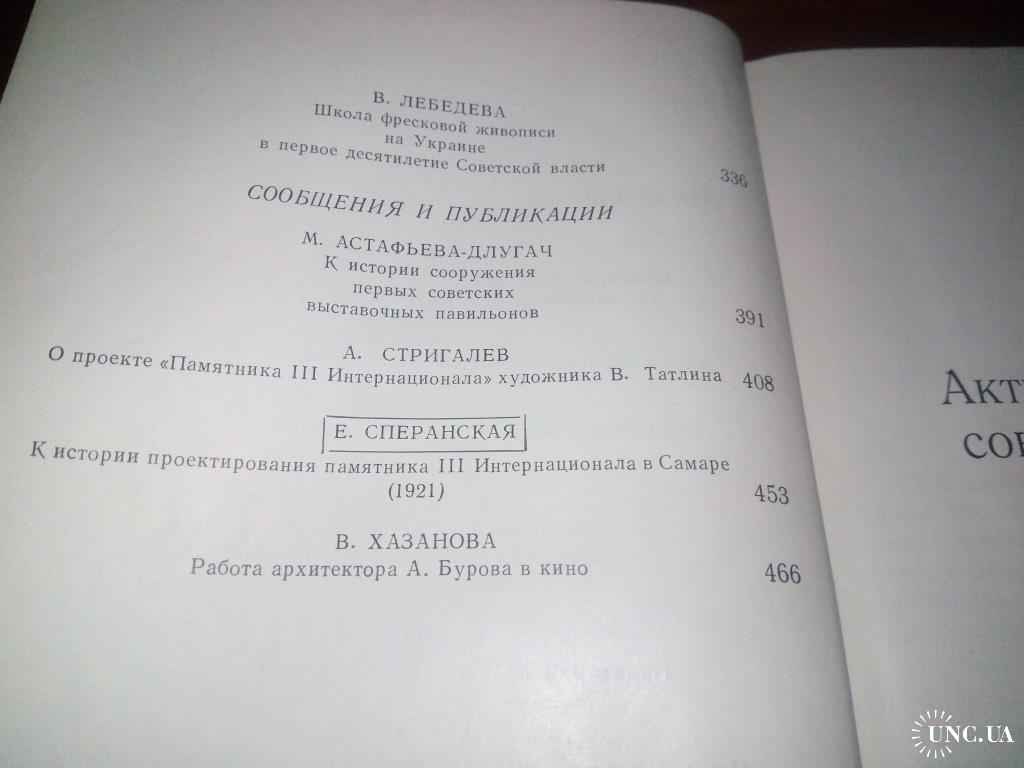 В. ЛЕБЕДЕВА
Школа фресковой живописи
на Украине
в первое десятилетие Советской власти 336
СООБЩЕНИЯ И ПУБЛИКАЦИИ
М. АСТАФЬЕВА-ДЛУГАЧ
К истории сооружения
первых советских
выставочных павильонов 391
А. СТРИГАЛЕВ
О проекте «Памятника III Интернационала» художника В. Татлина 408
Е. СПЕРАНСКАЯ
К истории проектирования памятника III Интернационала в Самаре
(1921) 453
В. ХАЗАНОВА
Работа архитектора А. Бурова в кино 466
UNC.UA